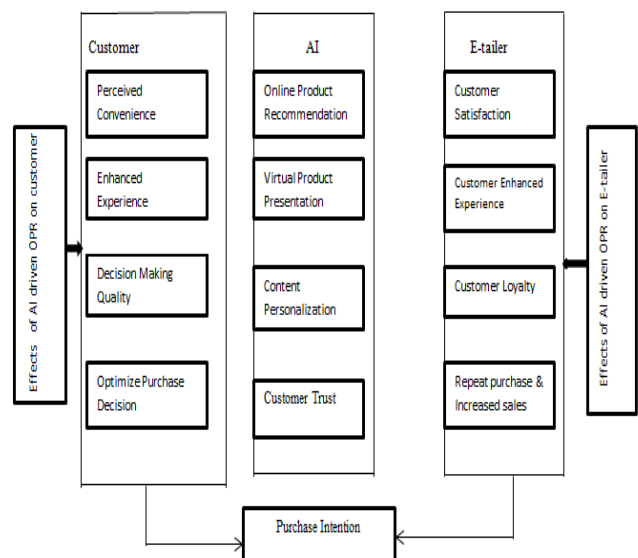 Effects of AI driven OPR on customer
Customer
Perceived
Convenience
Enhanced
Experience
Decision Making
Quality
Optimize Purchase
Decision
AI
Online Product
Recommendation
Virtual Product
Presentation
Content
Personalization
Customer Trust
E-tailer
Customer
Satisfaction
Customer Enhanced
Experience
Customer Loyalty
Repeat purchase &
Increased sales
Effects of AI driven OPR on E-tailer
Purchase Intention